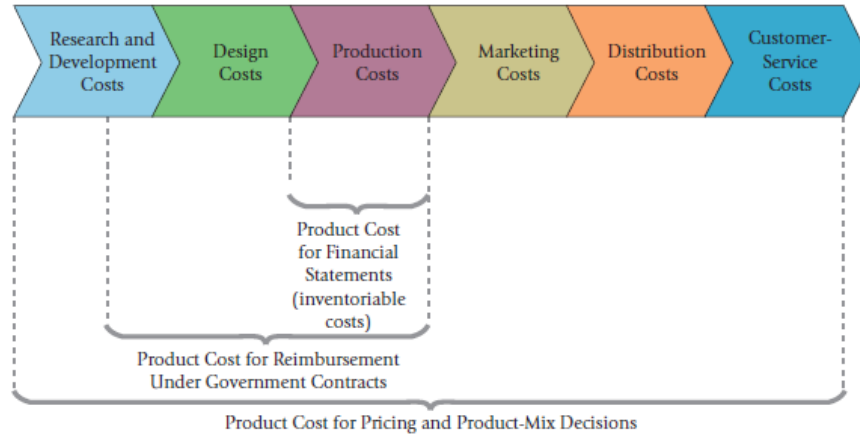 Research and
Development
Costs
Design
Costs
Production
Costs
Marketing
Costs
Distribution
Costs
Customer-
Service
Costs
Product Cost
for Financial
Statements
(inventoriable
costs)
Product Cost for Reimbursement
Under Government Contracts
Product Cost for Pricing and Product-Mix Decisions